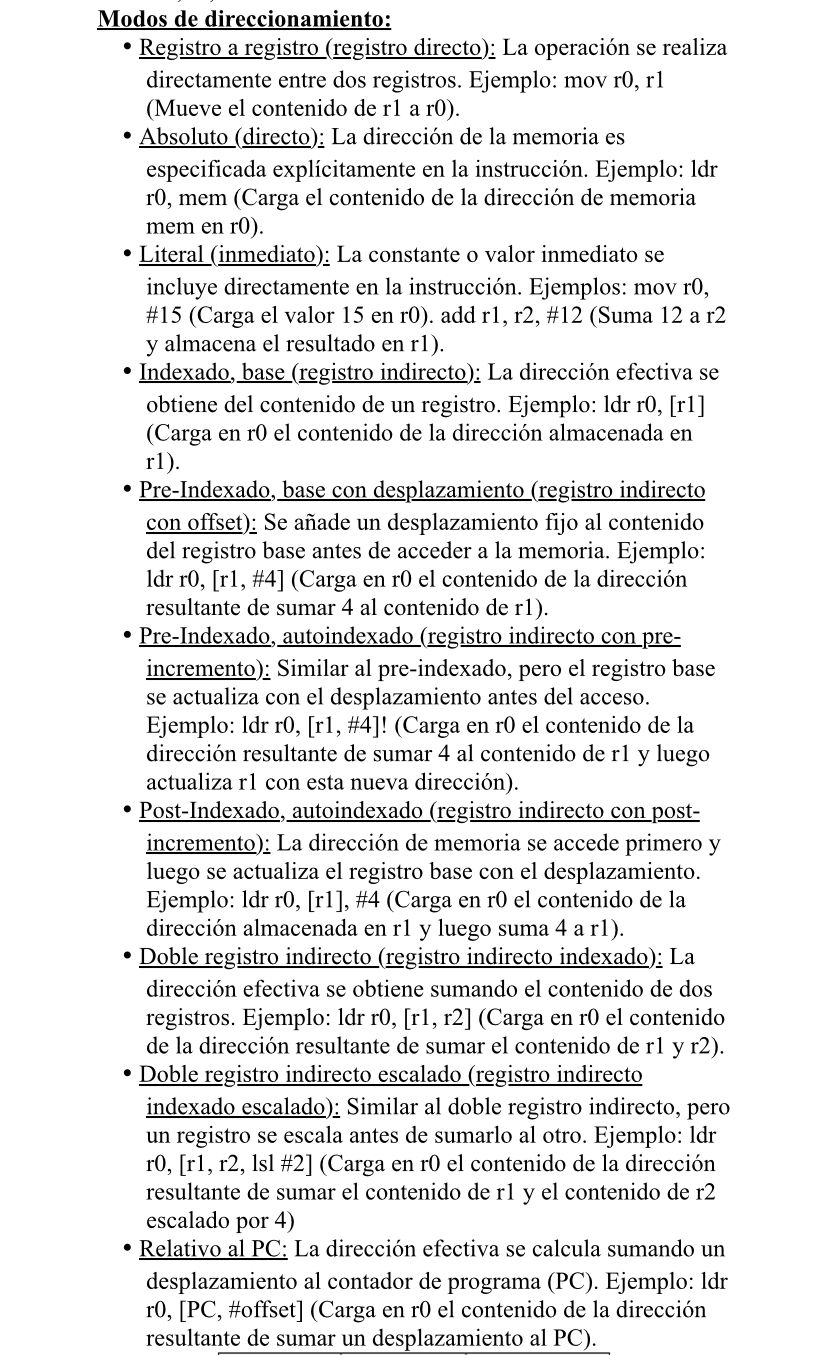 Modos de direccionamiento:
• Registro a registro (registro directo): La operación se realiza
directamente entre dos registros. Ejemplo: mov r0, r1
(Mueve el contenido de r1 a r0).
• Absoluto (directo): La dirección de la memoria es
especificada explícitamente en la instrucción. Ejemplo: ldr
r0, mem (Carga el contenido de la dirección de memoria
mem en r0).
• Literal (inmediato): La constante o valor inmediato se
incluye directamente en la instrucción. Ejemplos: mov r0,
#15 (Carga el valor 15 en r0). add r1, r2, #12 (Suma 12 a r2
y almacena el resultado en r1).
• Indexado, base (registro indirecto): La dirección efectiva se
obtiene del contenido de un registro. Ejemplo: ldr r0, [r1]
(Carga en r0 el contenido de la dirección almacenada en
r1).
• Pre-Indexado, base con desplazamiento (registro indirecto
con offset): Se añade un desplazamiento fijo al contenido
del registro base antes de acceder a la memoria. Ejemplo:
ldr r0, [r1, #4] (Carga en r0 el contenido de la dirección
resultante de sumar 4 al contenido de r1).
• Pre-Indexado, autoindexado (registro indirecto con pre-
incremento): Similar al pre-indexado, pero el registro base
se actualiza con el desplazamiento antes del acceso.
Ejemplo: ldr r0, [r1, #4]! (Carga en r0 el contenido de la
dirección resultante de sumar 4 al contenido de r1 y luego
actualiza r1 con esta nueva dirección).
• Post-Indexado, autoindexado (registro indirecto con post-
incremento): La dirección de memoria se accede primero y
luego se actualiza el registro base con el desplazamiento.
Ejemplo: ldr r0, [r1], #4 (Carga en r0 el contenido de la
dirección almacenada en r1 y luego suma 4 a r1).
• Doble registro indirecto (registro indirecto indexado): La
dirección efectiva se obtiene sumando el contenido de dos
registros. Ejemplo: ldr r0, [r1, r2] (Carga en r0 el contenido
de la dirección resultante de sumar el contenido de r1 y r2).
• Doble registro indirecto escalado (registro indirecto
indexado escalado): Similar al doble registro indirecto, pero
un registro se escala antes de sumarlo al otro. Ejemplo: ldr
r0, [r1, r2, lsl #2] (Carga en r0 el contenido de la dirección
resultante de sumar el contenido de r1 y el contenido de r2
escalado por 4)
• Relativo al PC: La dirección efectiva se calcula sumando un
desplazamiento al contador de programa (PC). Ejemplo: ldr
r0, [PC, #offset] (Carga en r0 el contenido de la dirección
resultante de sumar un desplazamiento al PC).